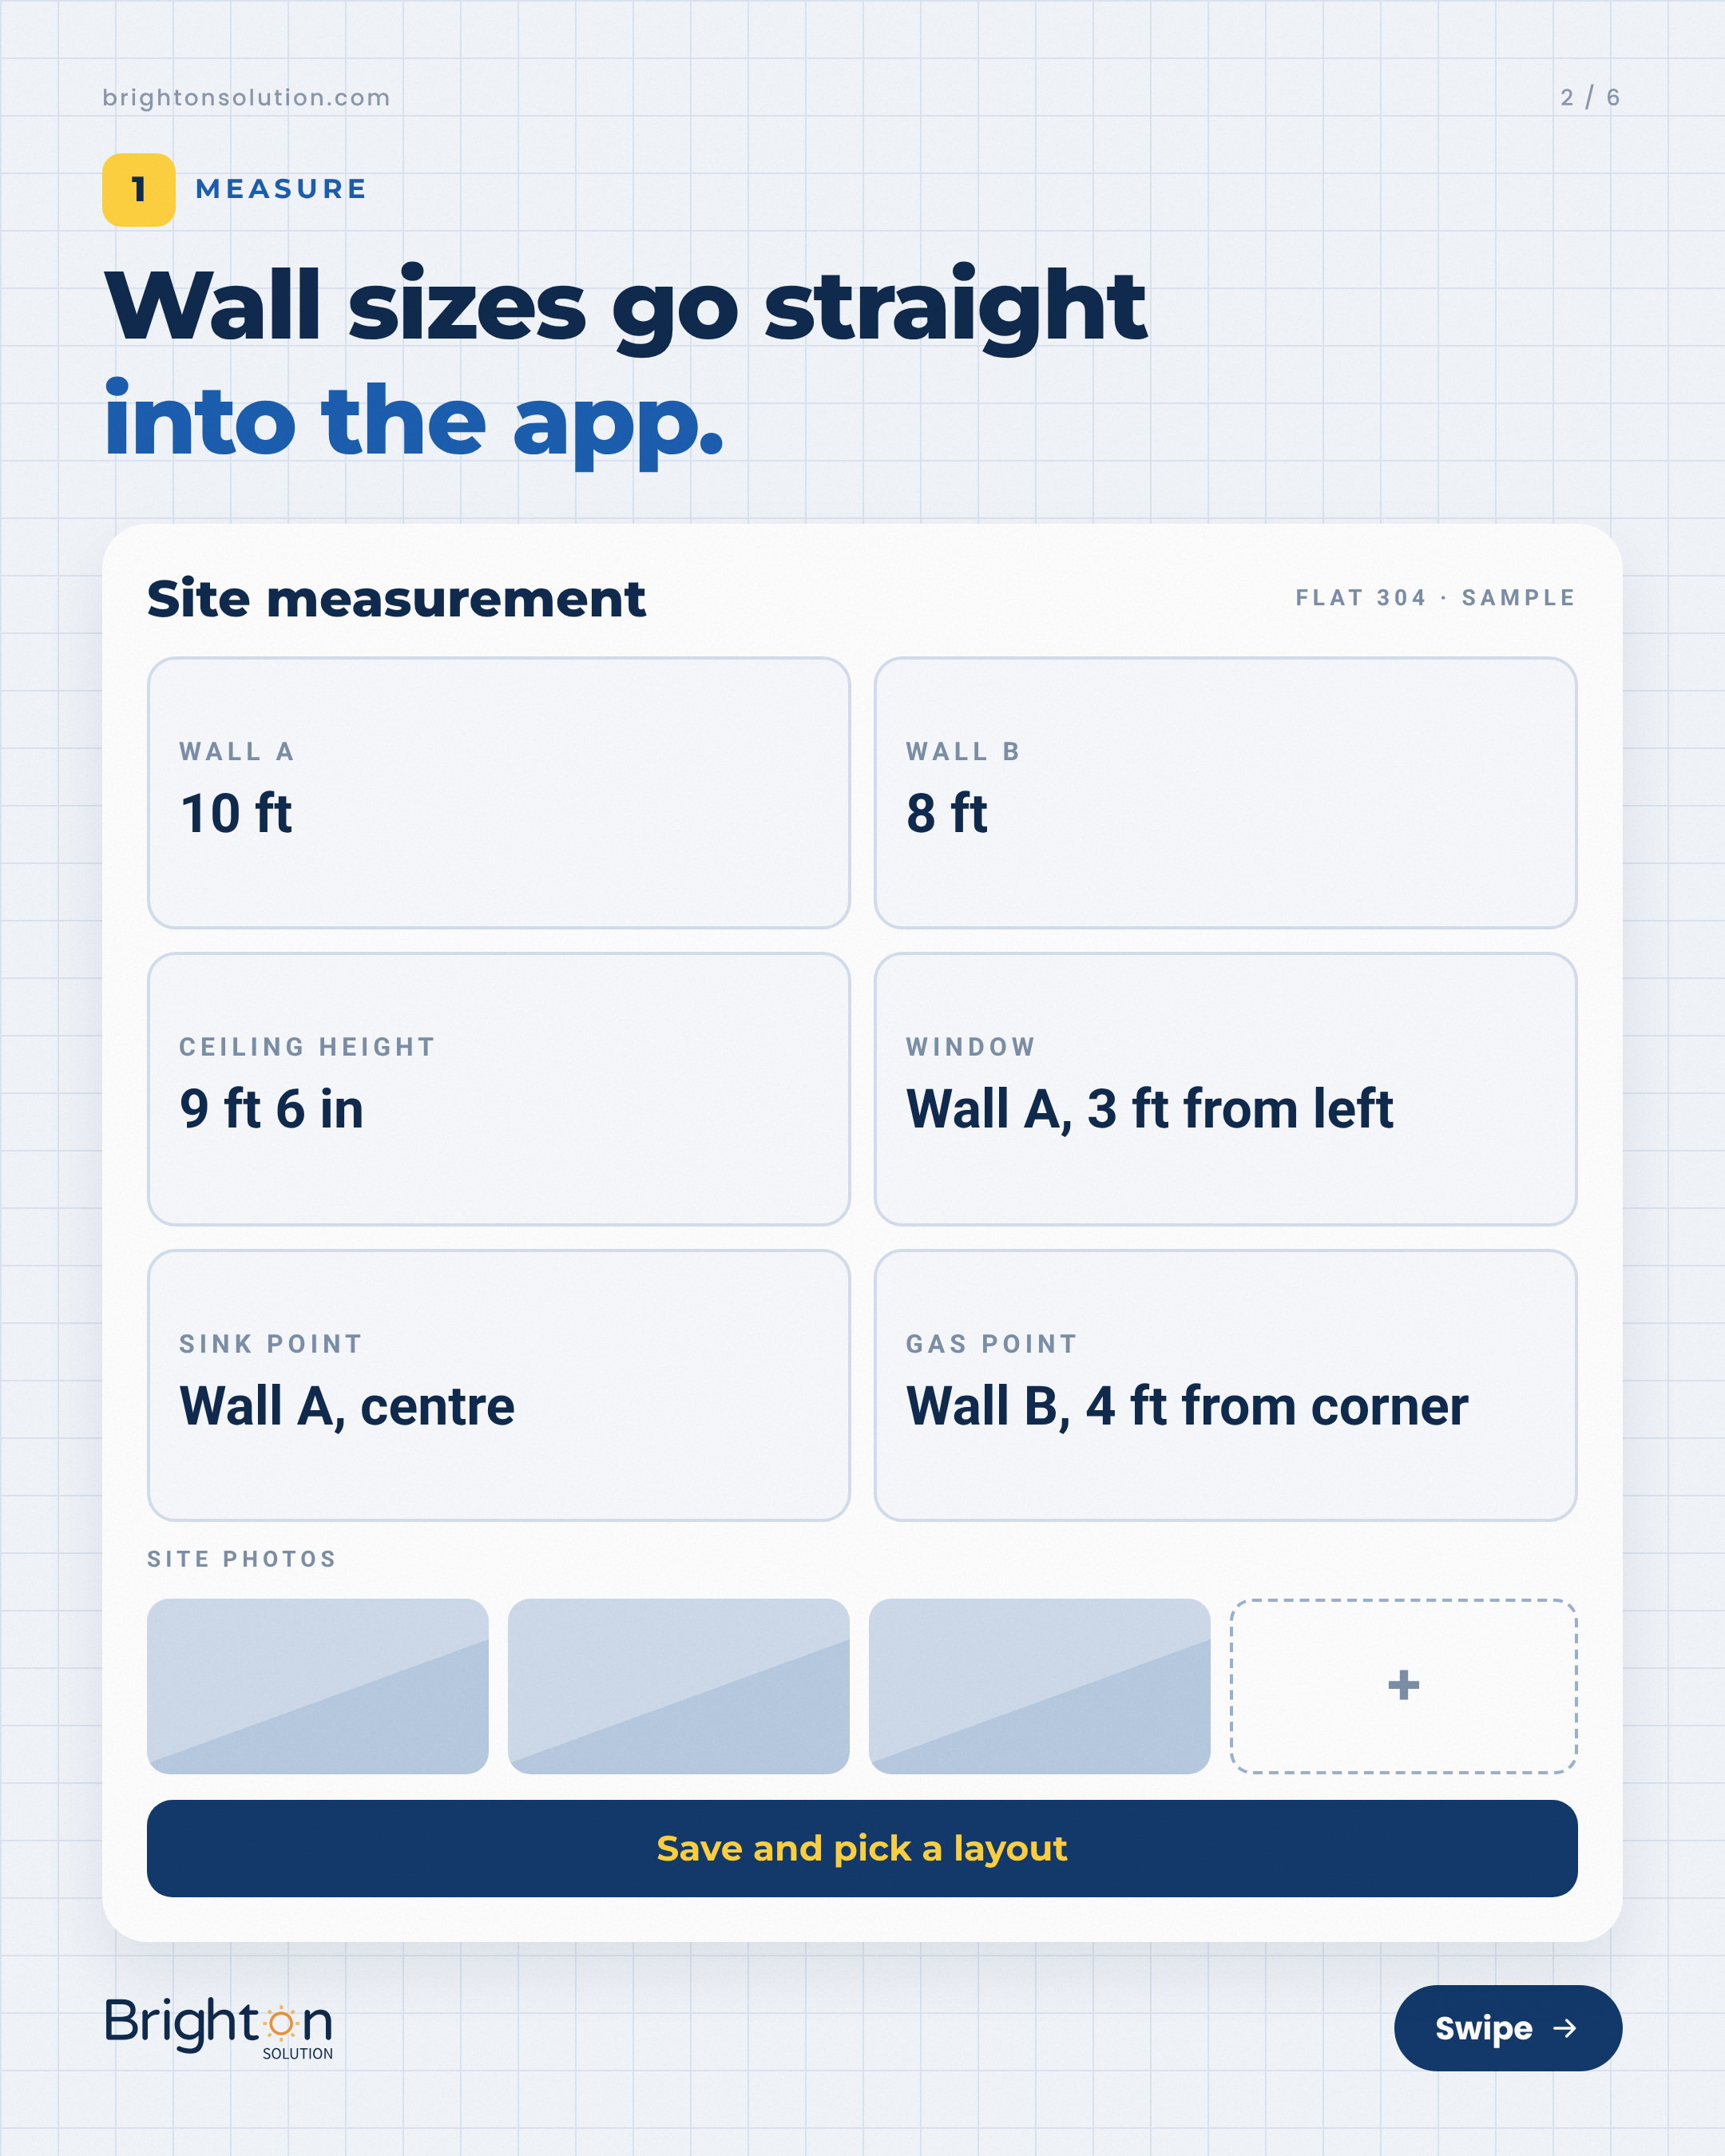 brightonsolution.com
2 / 6
1
MEASURE
Wall sizes go straight
into the app.
Site measurement
FLAT 304 · SAMPLE
WALL A
10 ft
WALL B
8 ft
CEILING HEIGHT
9 ft 6 in
WINDOW
Wall A, 3 ft from left
SINK POINT
Wall A, centre
GAS POINT
Wall B, 4 ft from corner
SITE PHOTOS
+
Save and pick a layout
Brighton
SOLUTION
Swipe →